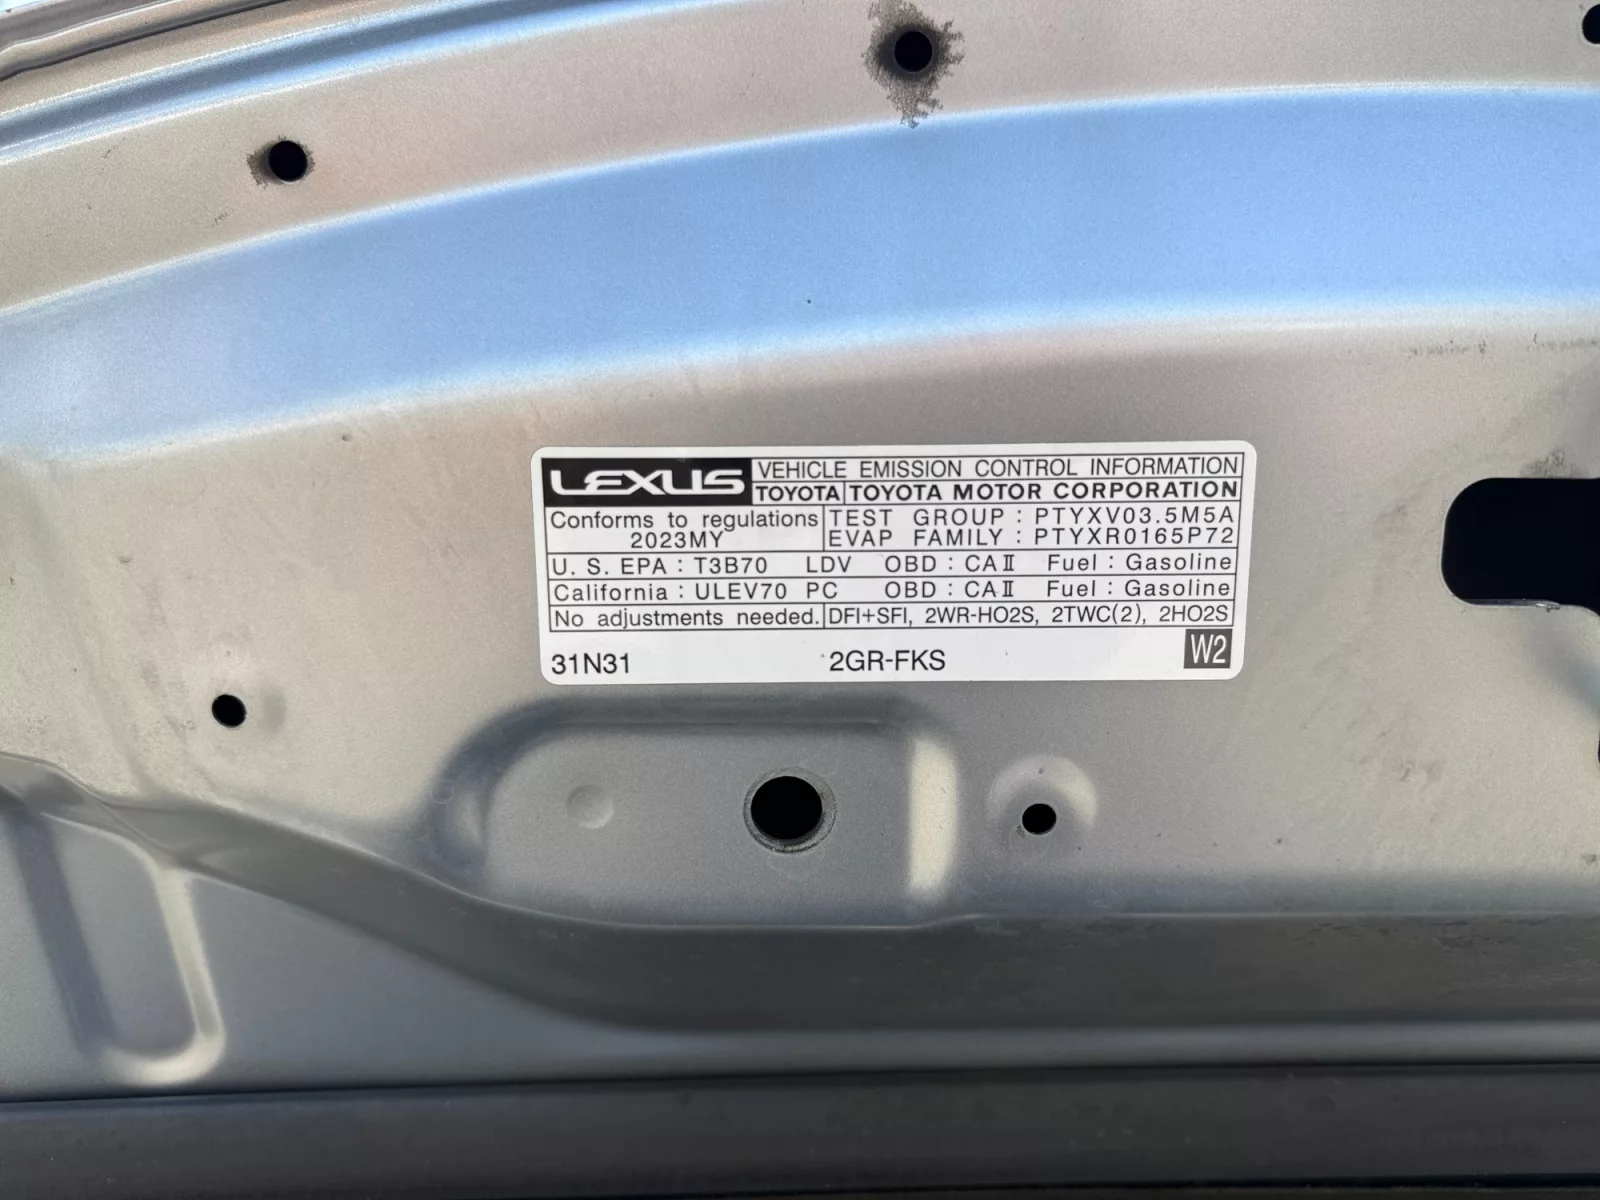 LEXUS VEHICLE EMISSION CONTROL INFORMATION
TOYOTA TOYOTA MOTOR CORPORATION
Conforms to regulations TEST GROUP : PTYXV03.5M5A
2023MY EVAP FAMILY : PTYXR0165P72
U. S. EPA : T3B70 LDV OBD : CAⅡ Fuel : Gasoline
California : ULEV70 PC OBD : CAⅡ Fuel : Gasoline
No adjustments needed. DFI+SFI, 2WR-HO2S, 2TWC(2), 2HO2S
31N31 2GR-FKS W2